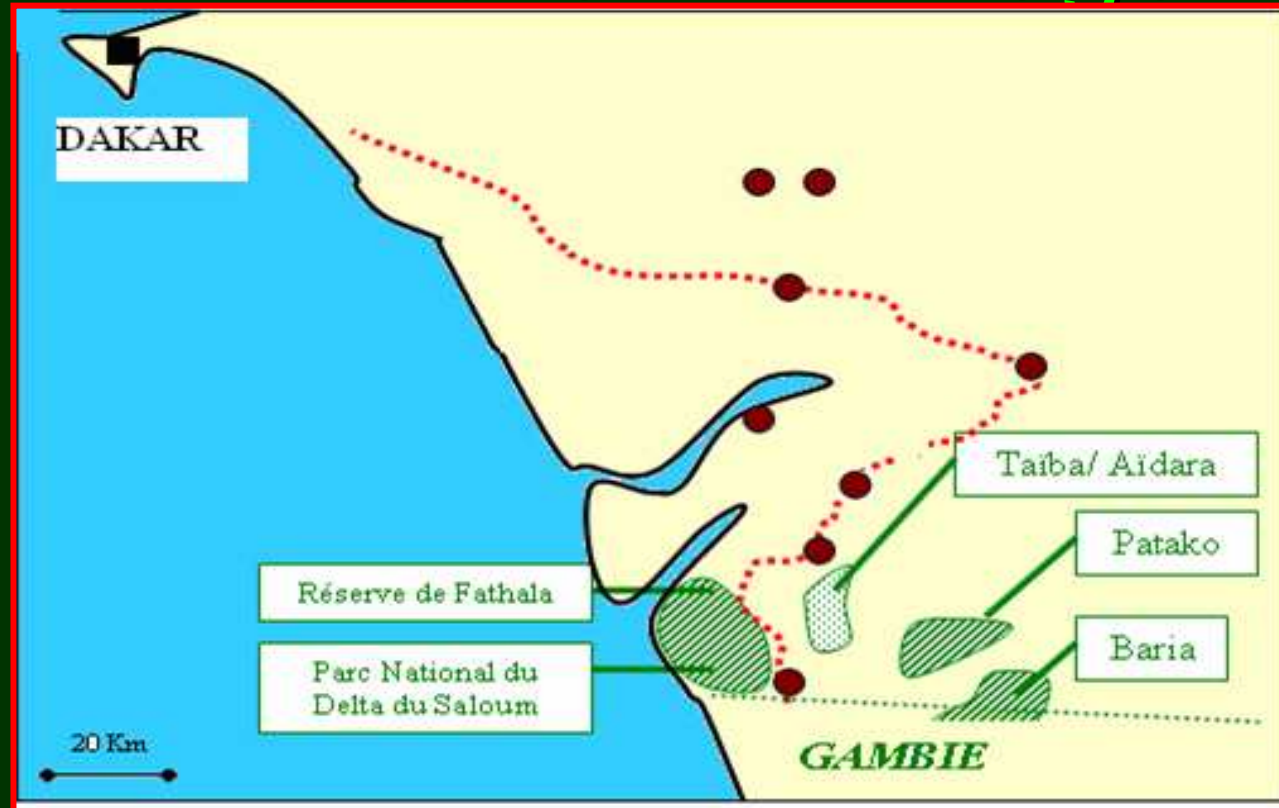 DAKAR
Taïba/ Aïdara
Patako
Réserve de Fathala
Baria
Parc National du
Delta du Saloum
20 Km
GAMBIE